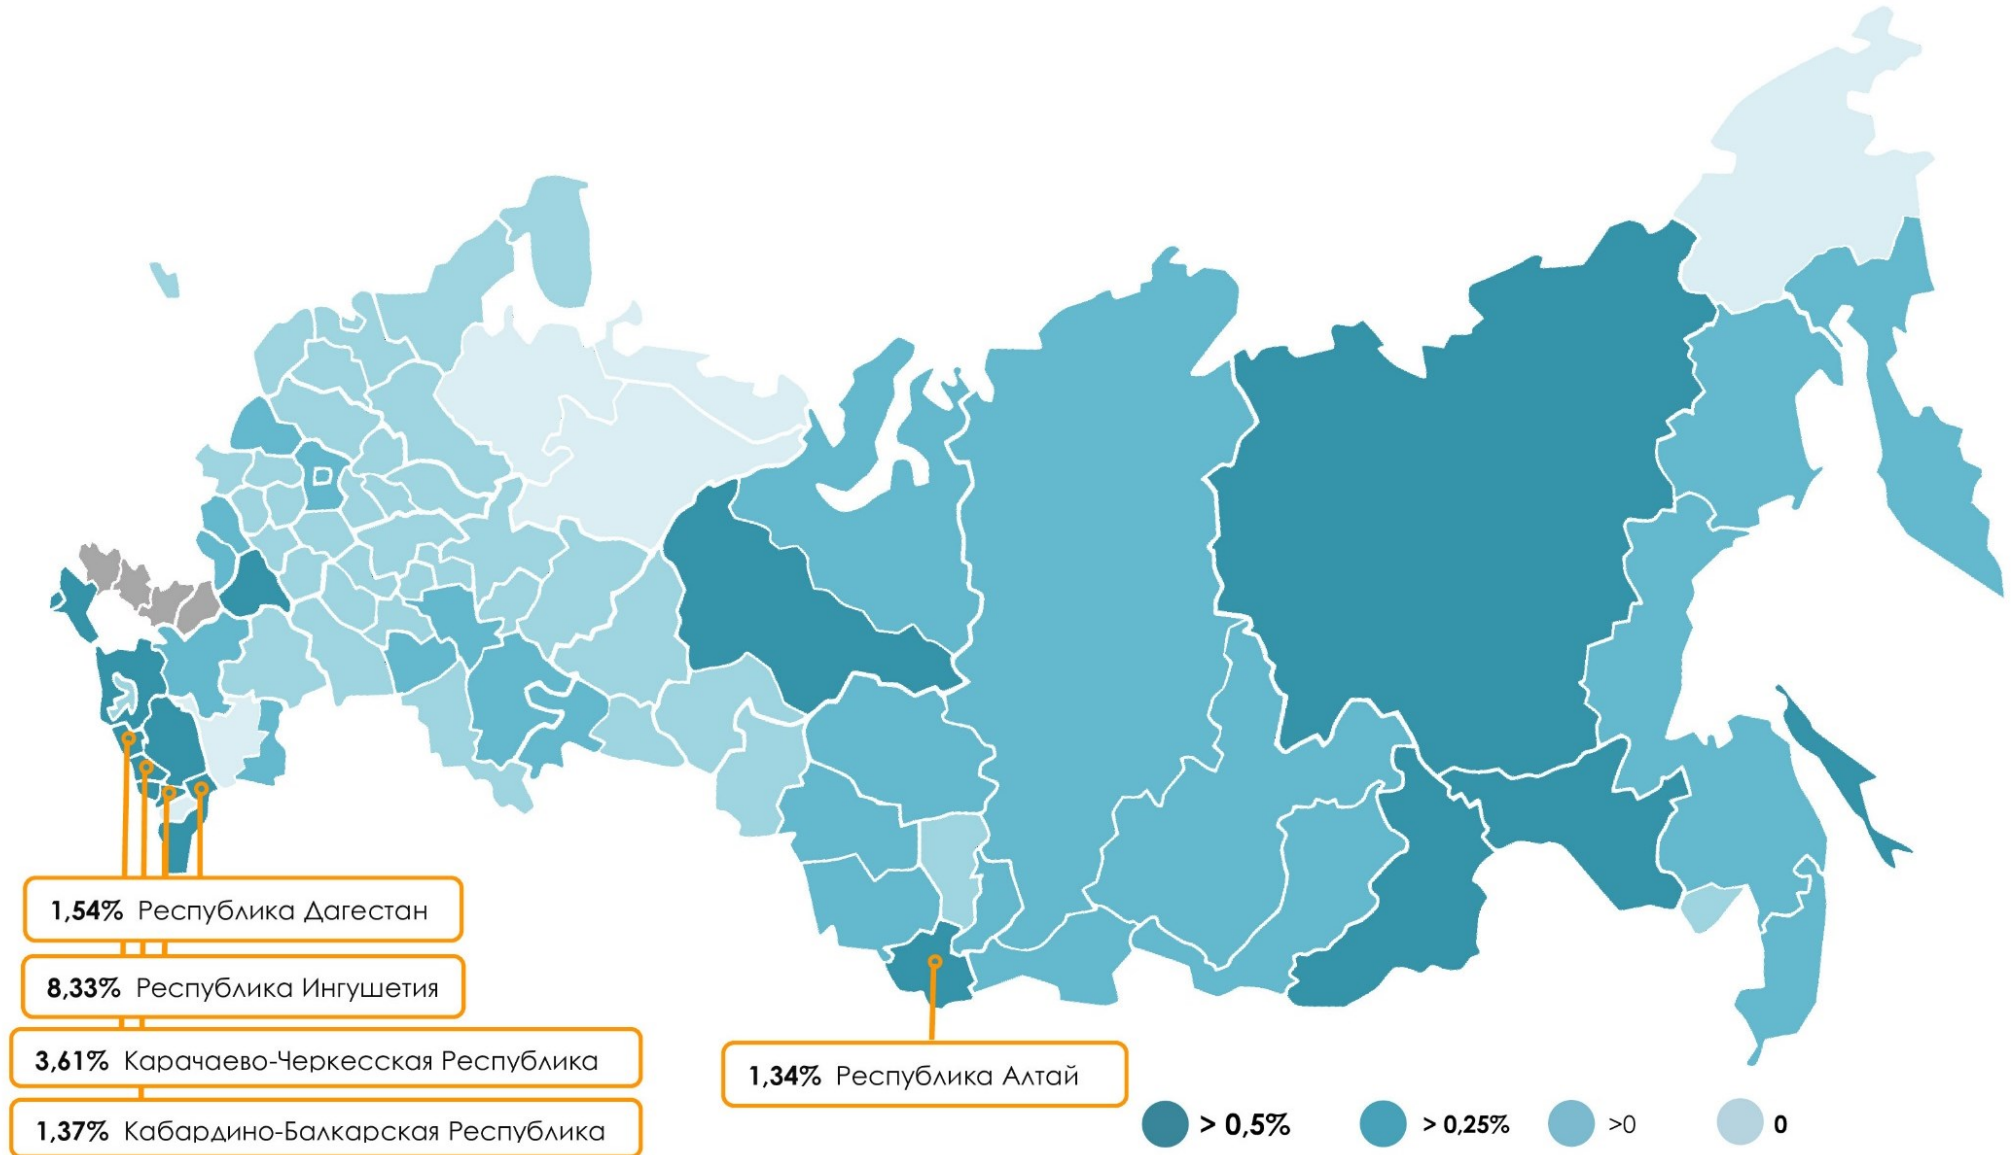 1,54% Республика Дагестан
8,33% Республика Ингушетия
3,61% Карачаево-Черкесская Республика
1,37% Кабардино-Балкарская Республика
1,34% Республика Алтай
> 0,5%
> 0,25%
>0
0